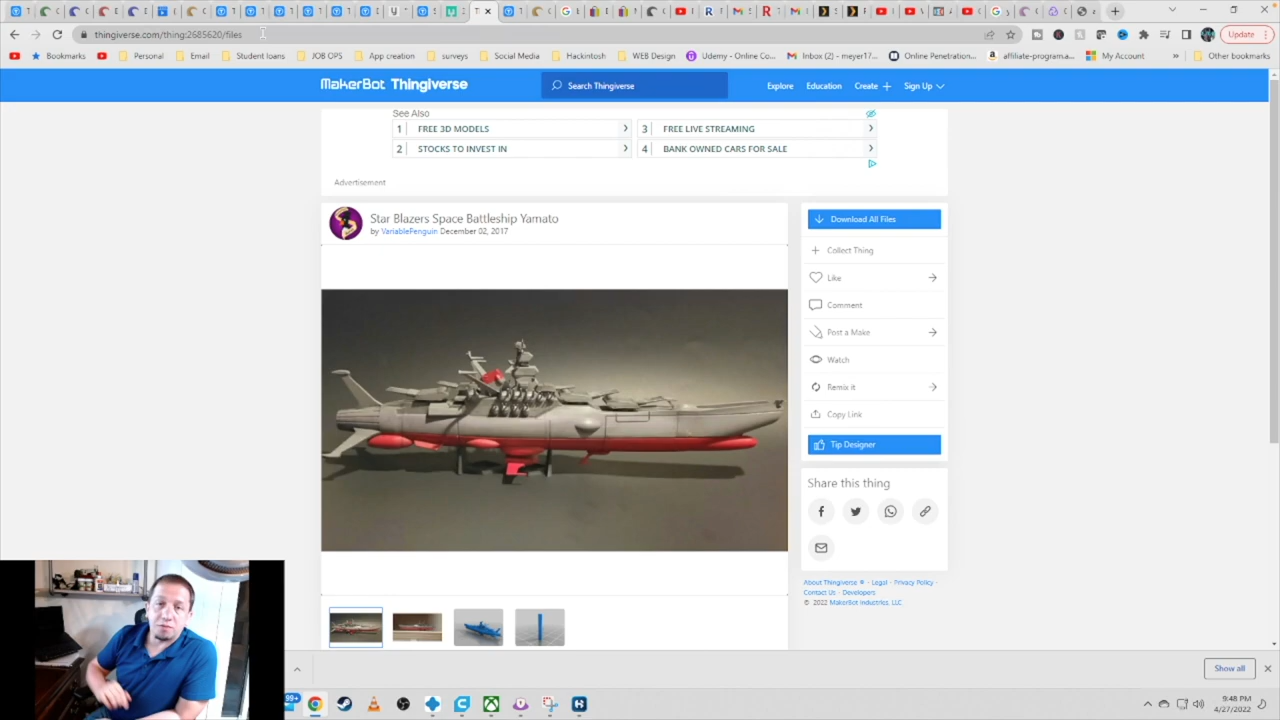 thingiverse.com/thing:2685620/files
Update
Bookmarks
Personal
Email
Student loans
JOB OPS
App creation
surveys
Social Media
Hackintosh
WEB Design
Udemy - Online Co...
Inbox (2) - meyer17...
Online Penetration...
affiliate-program.a...
My Account
Other bookmarks
MakerBot Thingiverse
Search Thingiverse
Explore
Education
Create
Sign Up
See Also
1 FREE 3D MODELS
3 FREE LIVE STREAMING
2 STOCKS TO INVEST IN
4 BANK OWNED CARS FOR SALE
Advertisement
Star Blazers Space Battleship Yamato
by VariableFenguin December 02, 2017
Download All Files
Collect Thing
Like
Comment
Post a Make
Watch
Remix it
Copy Link
Tip Designer
Share this thing
About Thingiverse ® · Legal · Privacy Policy ·
Contact Us · Developers
© 2022 MakerBot Industries, LLC
Show all
99+
9:48 PM
4/27/2022